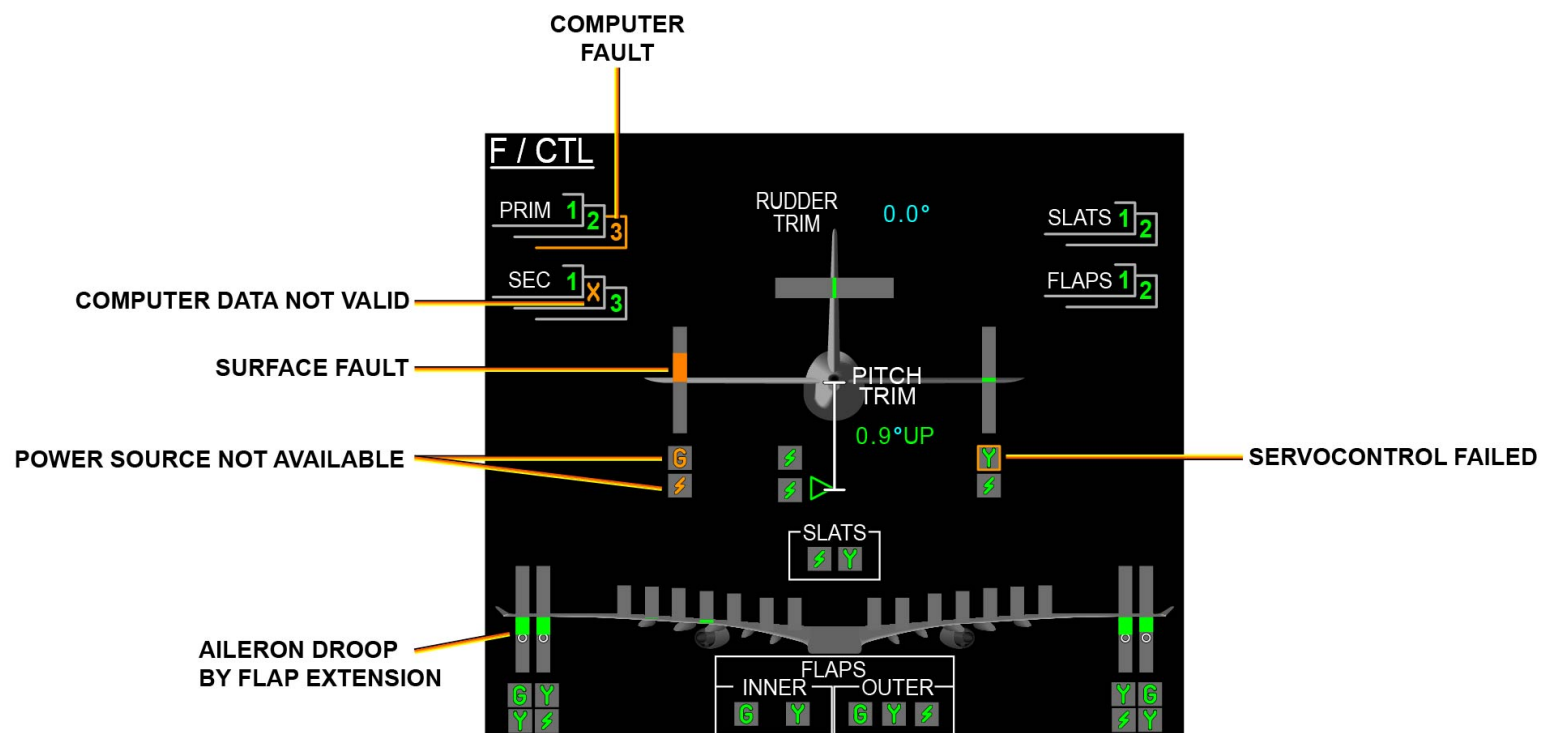 COMPUTER
FAULT
F / CTL
PRIM 1 2 3
RUDDER
TRIM
0.0°
SLATS 1 2
SEC 1 X 3
FLAPS 1 2
COMPUTER DATA NOT VALID
SURFACE FAULT
PITCH
TRIM
0.9°UP
POWER SOURCE NOT AVAILABLE
G
Y
SERVOCONTROL FAILED
SLATS
Y
AILERON DROOP
BY FLAP EXTENSION
FLAPS
INNER OUTER
G Y
G Y
G Y
Y G
Y
Y